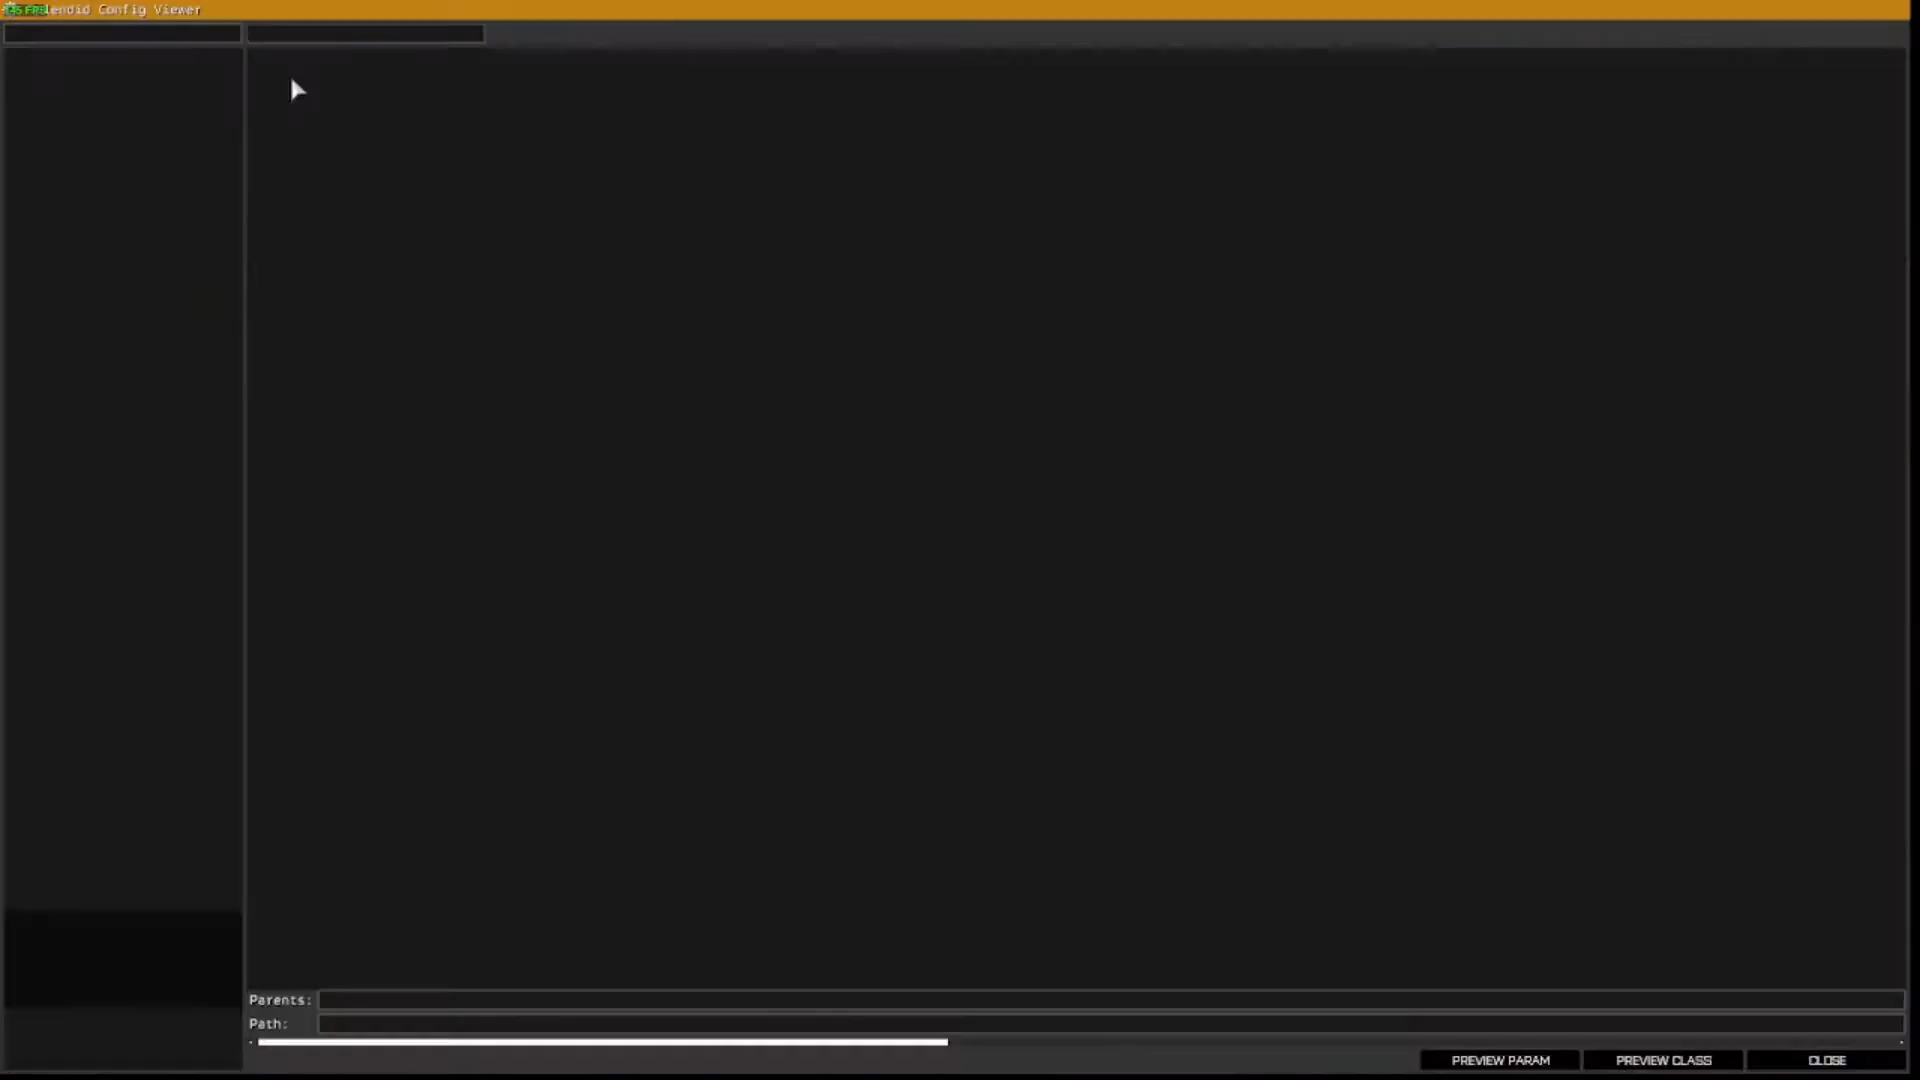 Config Viewer
Parents:
Path:
PREVIEW PARAM
PREVIEW CLASS
CLOSE